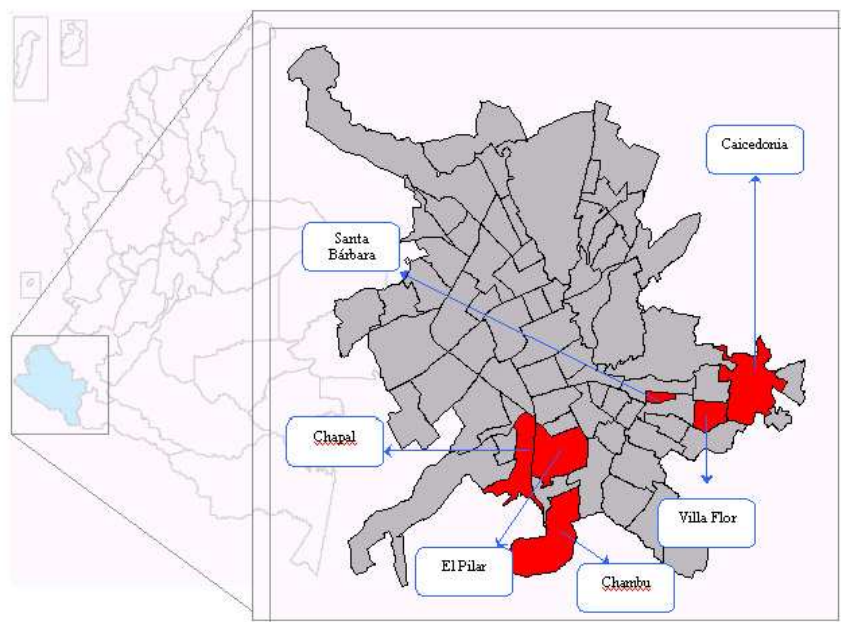 Caicedonia
Santa
Bárbara
Chapal
Villa Flor
El Pilar
Chambu